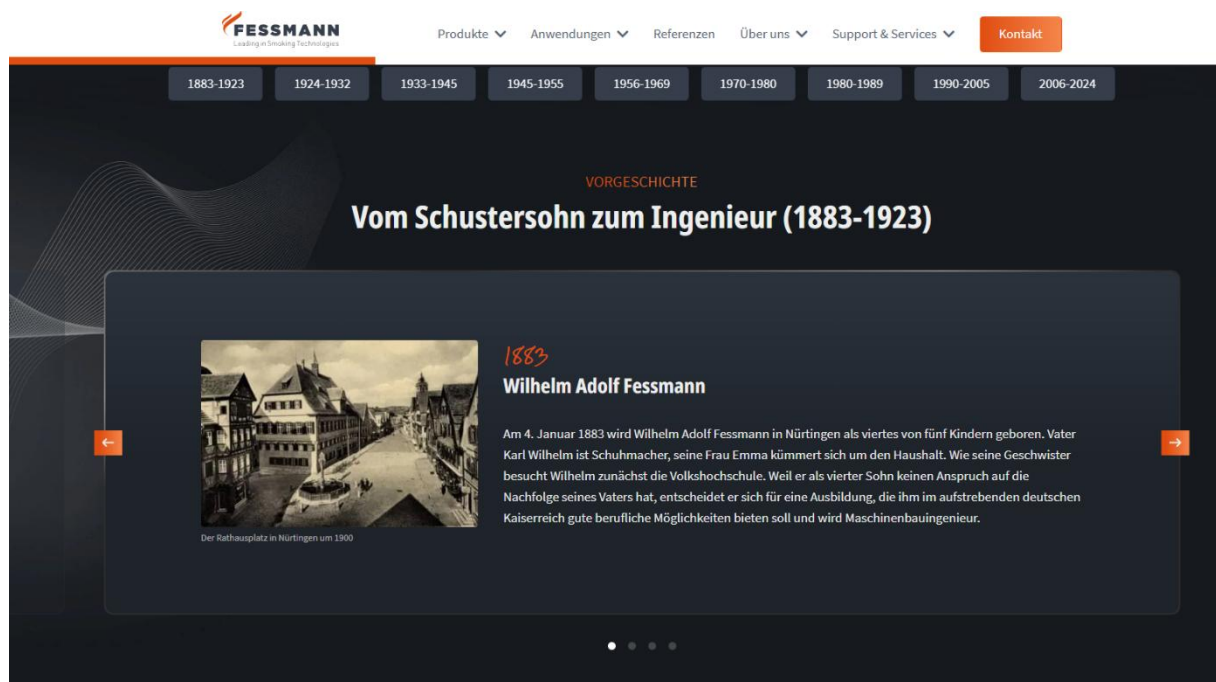 FESSMANN
Leading in Smoking Technologies
Produkte
Anwendungen
Referenzen
Über uns
Support & Services
Kontakt
1883-1923
1924-1932
1933-1945
1945-1955
1956-1969
1970-1980
1980-1989
1990-2005
2006-2024
VORGESCHICHTE
Vom Schustersohn zum Ingenieur (1883-1923)
1883
Wilhelm Adolf Fessmann
Am 4. Januar 1883 wird Wilhelm Adolf Fessmann in Nürtingen als viertes von fünf Kindern geboren. Vater
Karl Wilhelm ist Schuhmacher, seine Frau Emma kümmert sich um den Haushalt. Wie seine Geschwister
besucht Wilhelm zunächst die Volkshochschule. Weil er als vierter Sohn keinen Anspruch auf die
Nachfolge seines Vaters hat, entscheidet er sich für eine Ausbildung, die ihm im aufstrebenden deutschen
Kaiserreich gute berufliche Möglichkeiten bieten soll und wird Maschinenbauingenieur.
Der Rathausplatz in Nürtingen um 1900